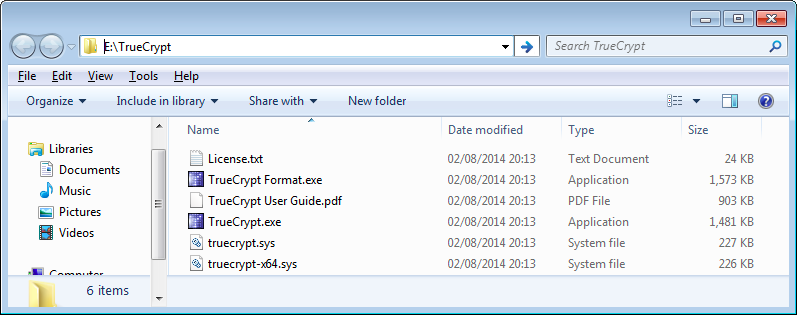 E:\TrueCrypt Search TrueCrypt
File Edit View Tools Help
Organize Include in library Share with New folder
Name Date modified Type Size
Libraries
Documents
Music
Pictures
Videos
Computer
License.txt 02/08/2014 20:13 Text Document 24 KB
TrueCrypt Format.exe 02/08/2014 20:13 Application 1,573 KB
TrueCrypt User Guide.pdf 02/08/2014 20:13 PDF File 903 KB
TrueCrypt.exe 02/08/2014 20:13 Application 1,481 KB
truecrypt.sys 02/08/2014 20:13 System file 227 KB
truecrypt-x64.sys 02/08/2014 20:13 System file 226 KB
6 items